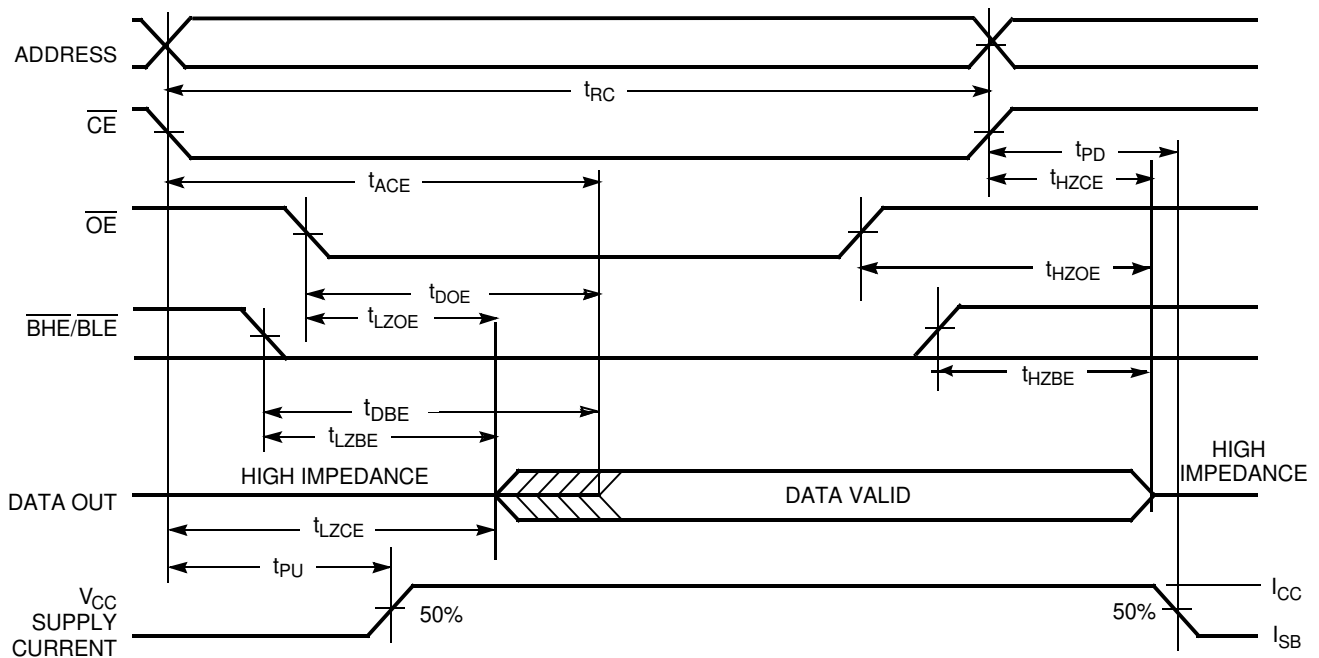 ADDRESS
tRC
CE
tPD
tACE
tHZCE
OE
tHZOE
tDOE
tLZOE
BHE/BLE
tHZBE
tDBE
tLZBE
HIGH IMPEDANCE
HIGH
IMPEDANCE
DATA OUT
DATA VALID
tLZCE
tPU
VCC
SUPPLY
CURRENT
50%
50%
ICC
ISB